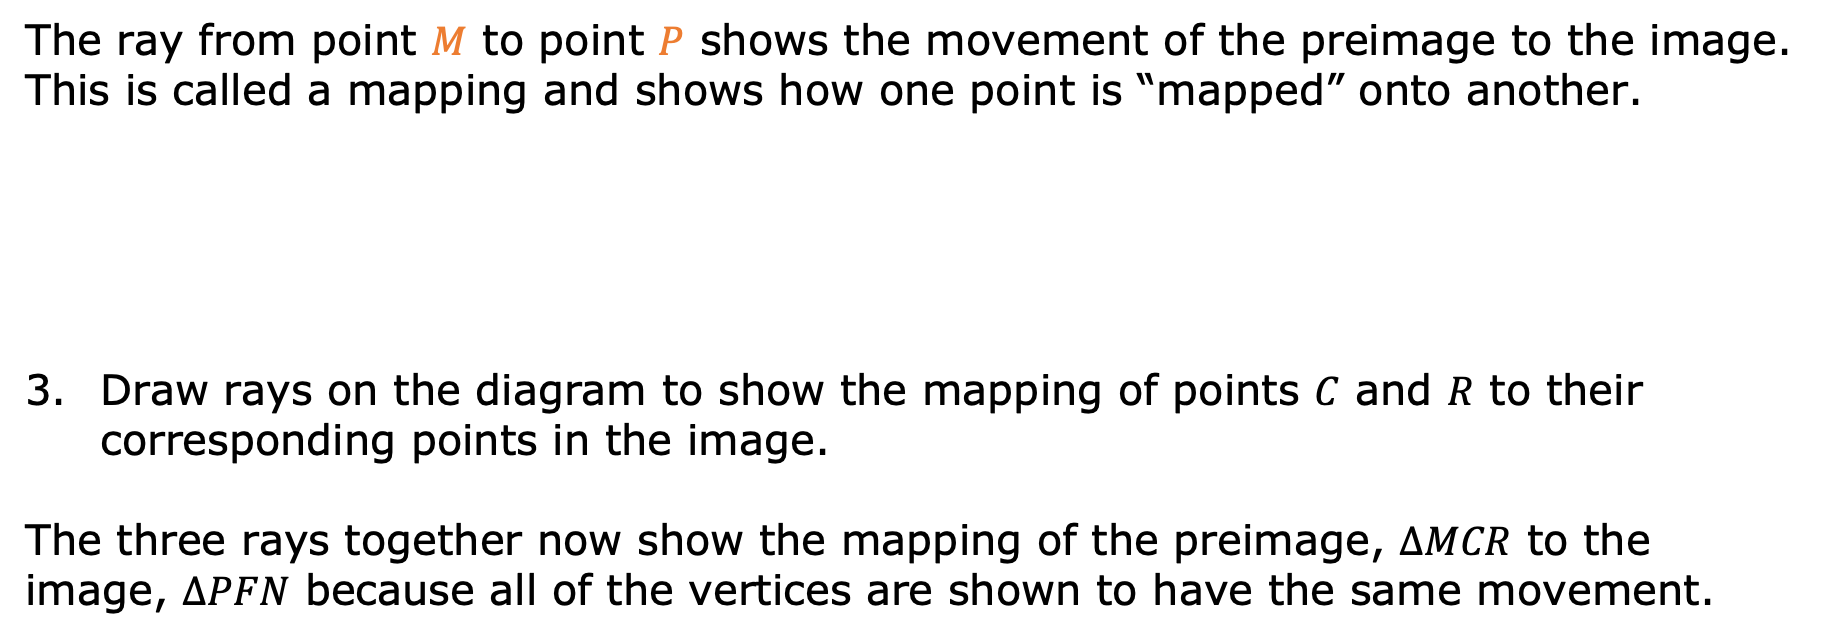 The ray from point M to point P shows the movement of the preimage to the image.
This is called a mapping and shows how one point is “mapped” onto another.
3. Draw rays on the diagram to show the mapping of points C and R to their
corresponding points in the image.
The three rays together now show the mapping of the preimage, ΔMCR to the
image, ΔPFN because all of the vertices are shown to have the same movement.